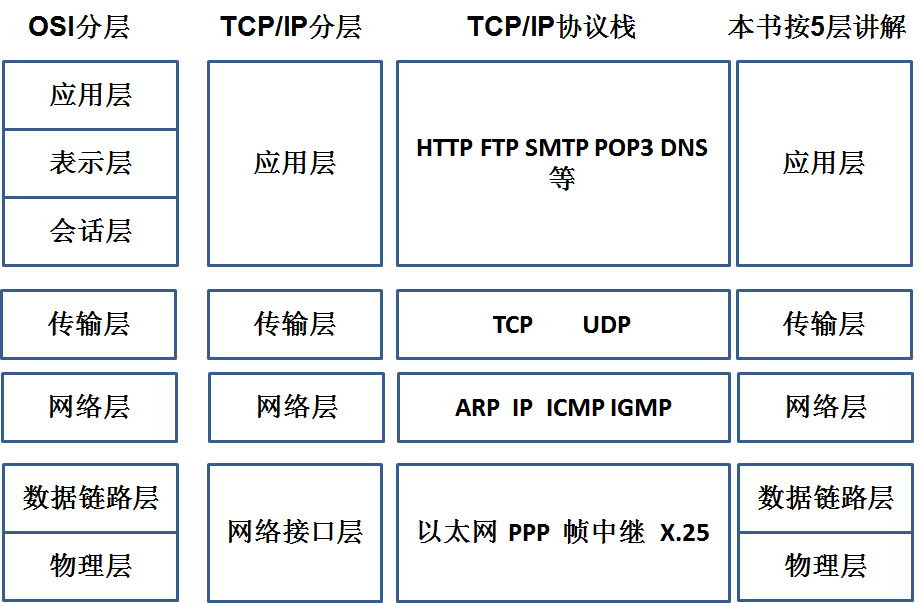 OSI分层
TCP/IP分层
TCP/IP协议栈
本书按5层讲解
应用层
表示层
会话层
应用层
HTTP FTP SMTP POP3 DNS
等
应用层
传输层
传输层
TCP UDP
传输层
网络层
网络层
ARP IP ICMP IGMP
网络层
数据链路层
物理层
网络接口层
以太网 PPP 帧中继 X.25
数据链路层
物理层